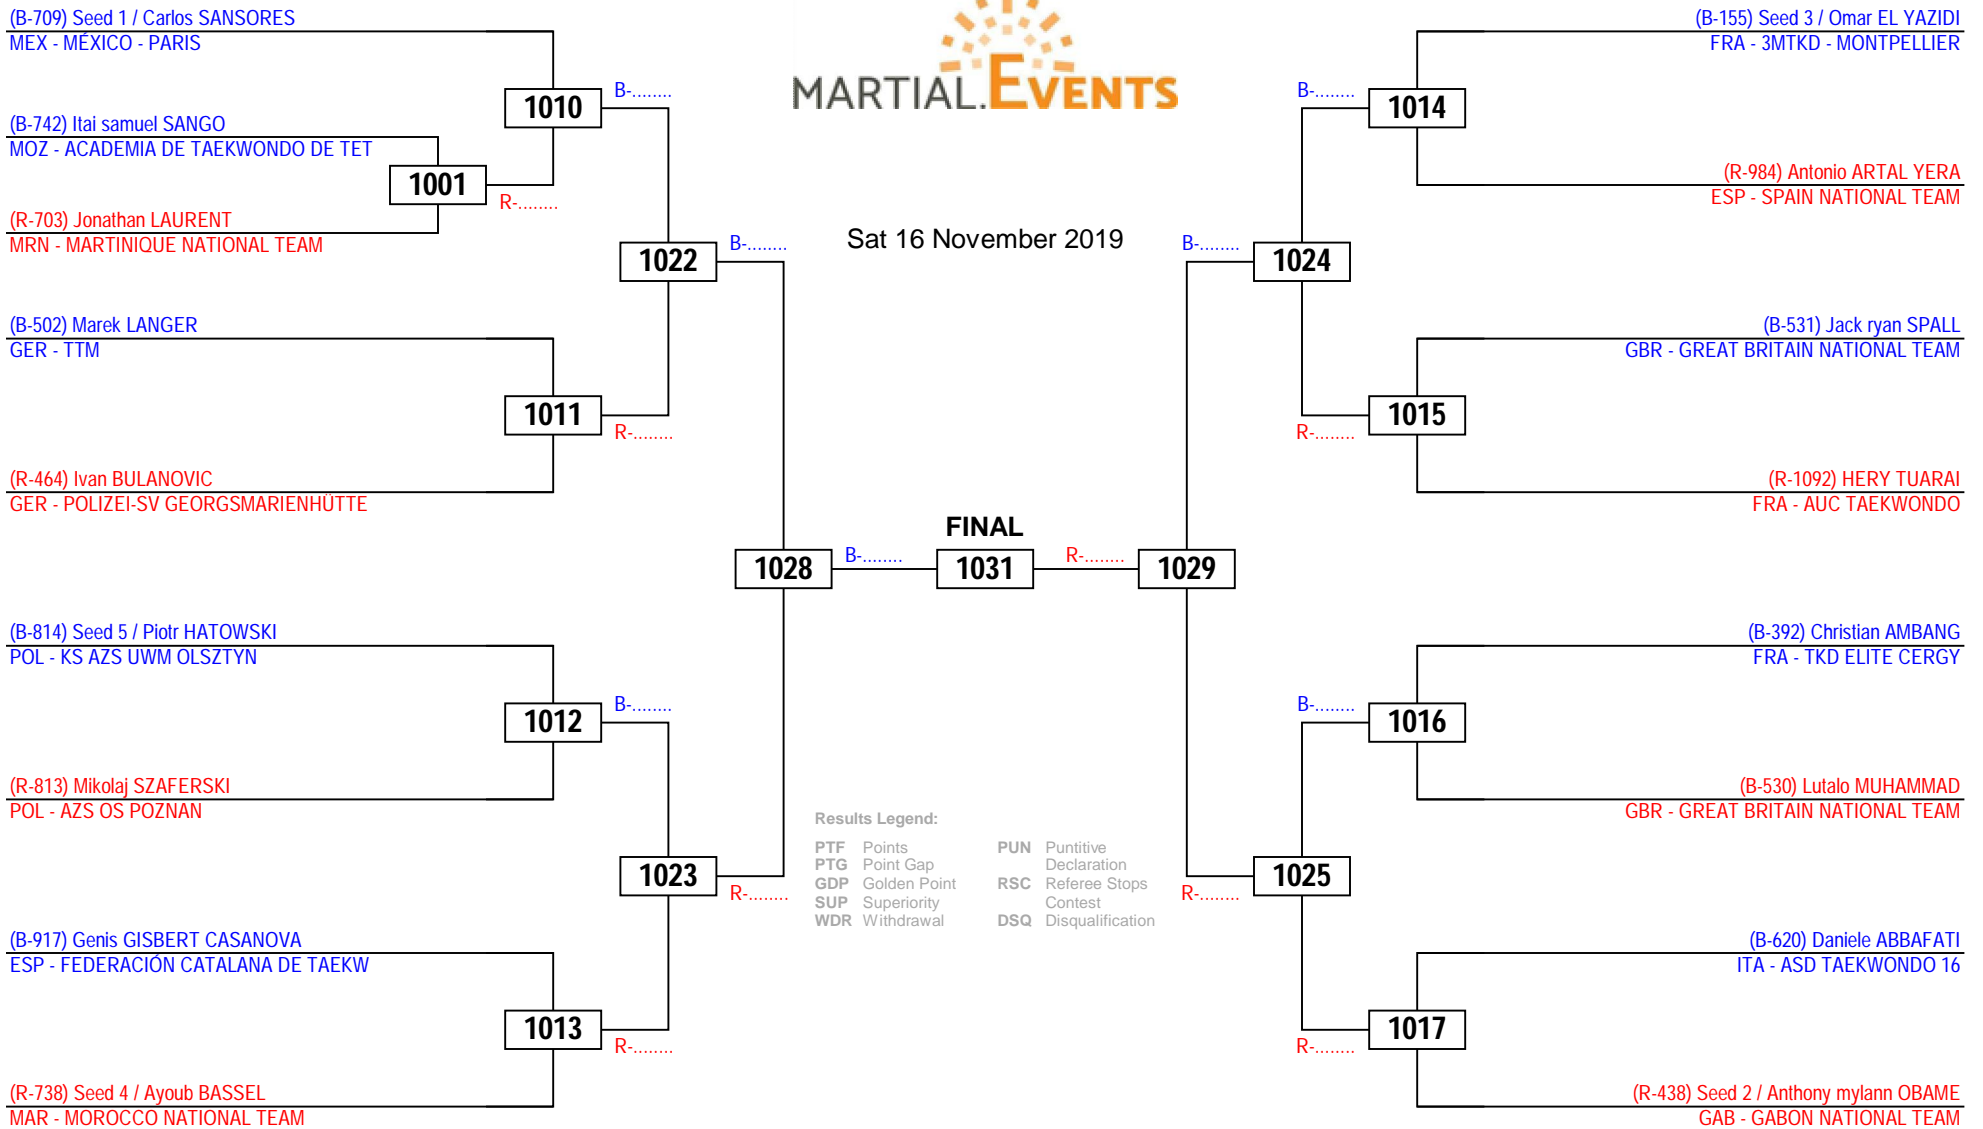 (B-709) Seed 1 / Carlos SANSORES
MEX - MÉXICO - PARIS
(B-742) Itai samuel SANGO
MOZ - ACADEMIA DE TAEKWONDO DE TET
(R-703) Jonathan LAURENT
MRN - MARTINIQUE NATIONAL TEAM
(B-502) Marek LANGER
GER - TTM
(R-464) Ivan BULANOVIC
GER - POLIZEI-SV GEORGSMARIENHÜTTE
(B-814) Seed 5 / Piotr HATOWSKI
POL - KS AZS UWM OLSZTYN
(R-813) Mikolaj SZAFERSKI
POL - AZS OS POZNAN
(B-917) Genis GISBERT CASANOVA
ESP - FEDERACIÓN CATALANA DE TAEKW
(R-738) Seed 4 / Ayoub BASSEL
MAR - MOROCCO NATIONAL TEAM
1001
R-........
1010
B-........
1011
R-........
1012
B-........
1013
R-........
1022
B-........
1023
R-........
1028
B-........
MARTIAL.EVENTS
Sat 16 November 2019
FINAL
1031
R-........
1029
Results Legend:
PTF Points
PTG Point Gap
GDP Golden Point
SUP Superiority
WDR Withdrawal
PUN Puntitive
Declaration
RSC Referee Stops
Contest
DSQ Disqualification
B-........
1024
R-........
1025
B-........
1014
R-........
1015
B-........
1016
R-........
1017
(B-155) Seed 3 / Omar EL YAZIDI
FRA - 3MTKD - MONTPELLIER
(R-984) Antonio ARTAL YERA
ESP - SPAIN NATIONAL TEAM
(B-531) Jack ryan SPALL
GBR - GREAT BRITAIN NATIONAL TEAM
(R-1092) HERY TUARAI
FRA - AUC TAEKWONDO
(B-392) Christian AMBANG
FRA - TKD ELITE CERGY
(B-530) Lutalo MUHAMMAD
GBR - GREAT BRITAIN NATIONAL TEAM
(B-620) Daniele ABBAFATI
ITA - ASD TAEKWONDO 16
(R-438) Seed 2 / Anthony mylann OBAME
GAB - GABON NATIONAL TEAM